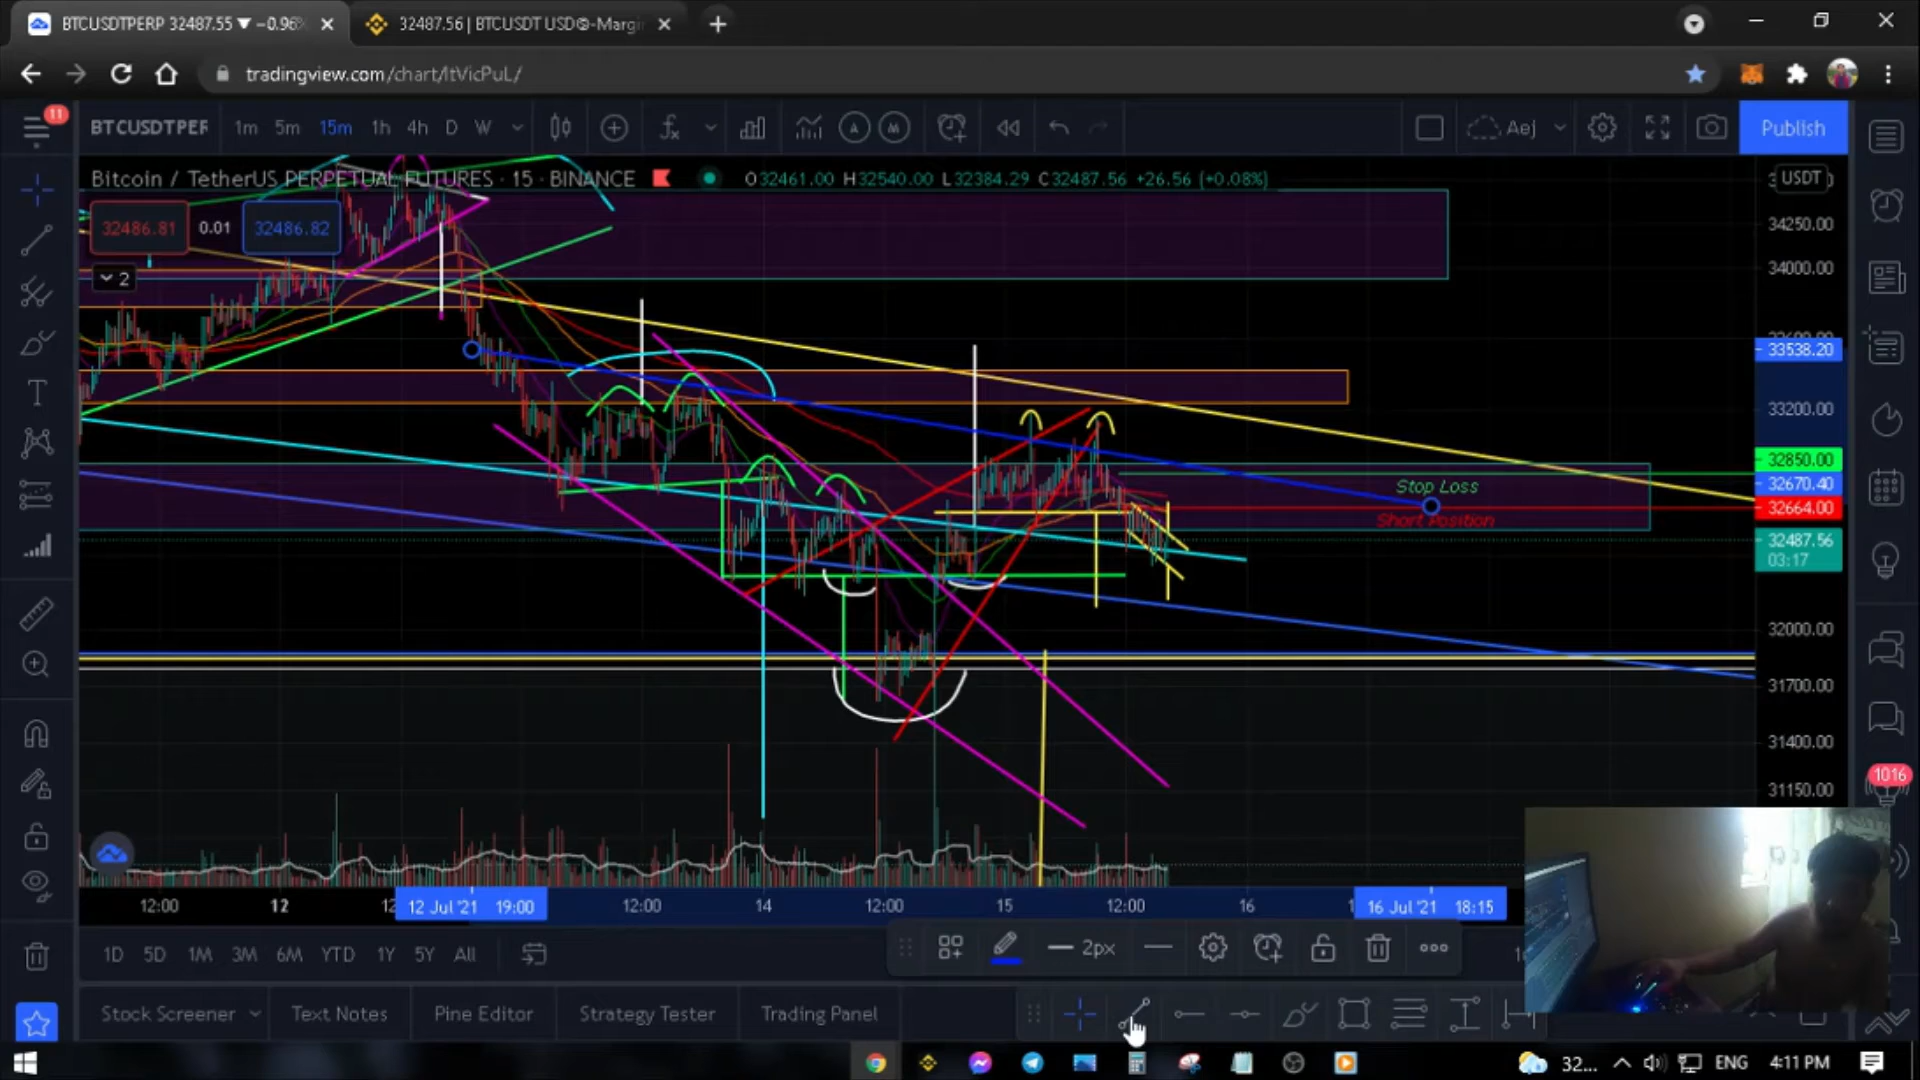 BTCUSDTPERP 32487.55 ▼ −0.96%
32487.56 | BTCUSDT USD©-Margi
tradingview.com/chart/ItVicPuL/
11
BTCUSDTPER 1m 5m 15m 1h 4h D W
A M
Aej
Publish
Bitcoin / TetherUS PERPETUAL FUTURES · 15 · BINANCE O32461.00 H32540.00 L32384.29 C32487.56 +26.56 (+0.08%)
USDT
32486.81 0.01 32486.82
34250.00
34000.00
2
33538.20
33200.00
32850.00
Stop Loss
32670.40
32664.00
Short Position
32487.56
03:17
32000.00
31700.00
31400.00
1016
31150.00
12:00 12 12 Jul '21 19:00 12:00 14 12:00 15 12:00 16 16 Jul '21 18:15
1D 5D 1M 3M 6M YTD 1Y 5Y All
2px
Stock Screener Text Notes Pine Editor Strategy Tester Trading Panel
32... ENG 4:11 PM